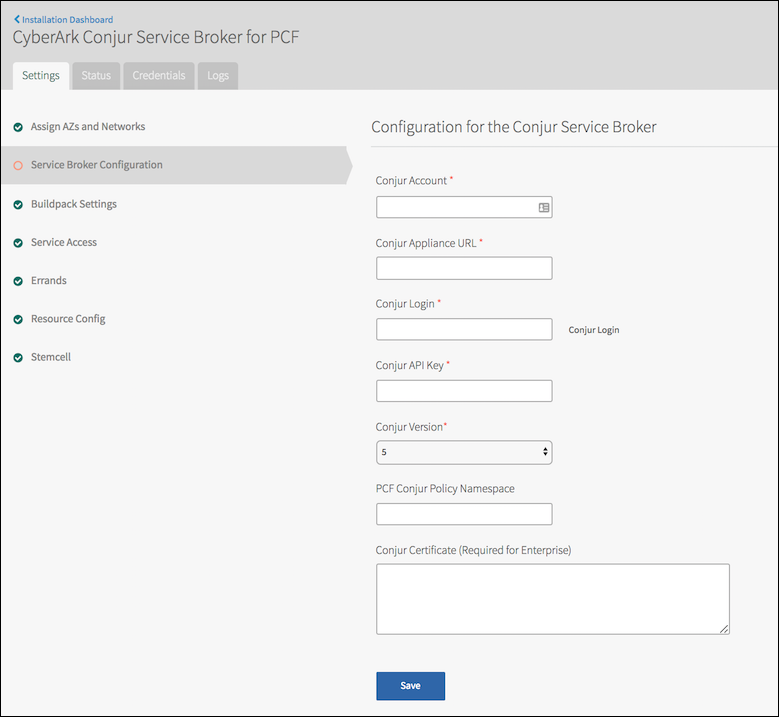 Installation Dashboard
CyberArk Conjur Service Broker for PCF
Settings
Status
Credentials
Logs
Assign AZs and Networks
Service Broker Configuration
Buildpack Settings
Service Access
Errands
Resource Config
Stemcell
Configuration for the Conjur Service Broker
Conjur Account *
Conjur Appliance URL *
Conjur Login *
Conjur Login
Conjur API Key *
Conjur Version*
5
PCF Conjur Policy Namespace
Conjur Certificate (Required for Enterprise)
Save